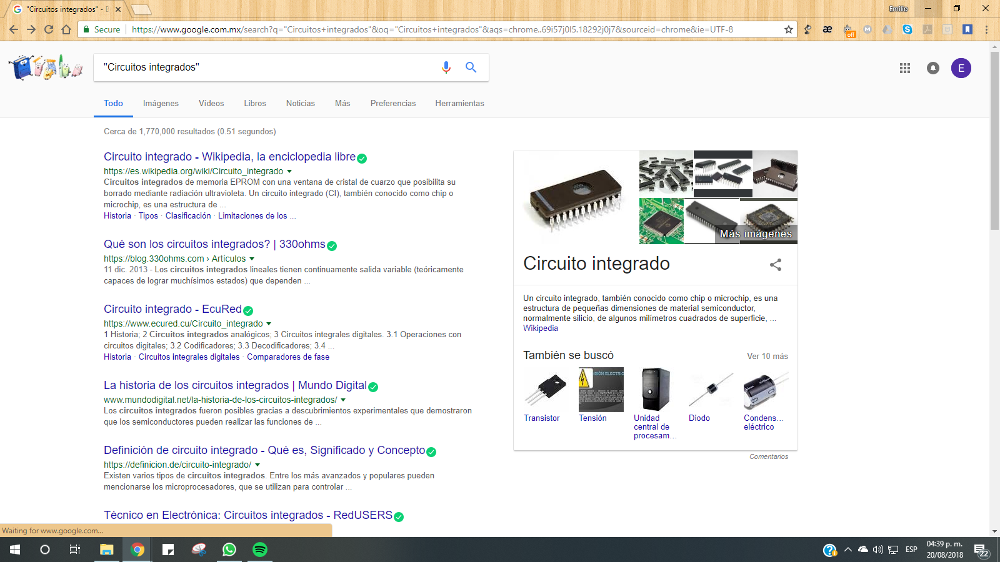 "Circuitos integrados" - B
Emilio
Secure
https://www.google.com.mx/search?q="Circuitos+integrados"&oq="Circuitos+integrados"&aqs=chrome..69i57j0l5.18292j0j7&sourceid=chrome&ie=UTF-8
æ
off
"Circuitos integrados"
E
Todo Imágenes Vídeos Libros Noticias Más Preferencias Herramientas
Cerca de 1,770,000 resultados (0.51 segundos)
Circuito integrado - Wikipedia, la enciclopedia libre
https://es.wikipedia.org/wiki/Circuito_integrado
Circuitos integrados de memoria EPROM con una ventana de cristal de cuarzo que posibilita su
borrado mediante radiación ultravioleta. Un circuito integrado (CI), también conocido como chip o
microchip, es una estructura de ...
Historia · Tipos · Clasificación · Limitaciones de los ...
Qué son los circuitos integrados? | 330ohms
https://blog.330ohms.com › Artículos
11 dic. 2013 - Los circuitos integrados lineales tienen continuamente salida variable (teóricamente
capaces de lograr muchísimos estados) que dependen ...
Circuito integrado - EcuRed
https://www.ecured.cu/Circuito_integrado
1 Historia; 2 Circuitos integrados analógicos; 3 Circuitos integrales digitales. 3.1 Operaciones con
circuitos digitales; 3.2 Codificadores; 3.3 Decodificadores; 3.4 ...
Historia · Circuitos integrales digitales · Comparadores de fase
La historia de los circuitos integrados | Mundo Digital
www.mundodigital.net/la-historia-de-los-circuitos-integrados/
Los circuitos integrados fueron posibles gracias a descubrimientos experimentales que demostraron
que los semiconductores pueden realizar las funciones de ...
Definición de circuito integrado - Qué es, Significado y Concepto
https://definicion.de/circuito-integrado/
Existen varios tipos de circuitos integrados. Entre los más avanzados y populares pueden
mencionarse los microprocesadores, que se utilizan para controlar ...
Técnico en Electrónica: Circuitos integrados - RedUSERS
Más imágenes
Circuito integrado
Un circuito integrado, también conocido como chip o microchip, es una
estructura de pequeñas dimensiones de material semiconductor,
normalmente silicio, de algunos milímetros cuadrados de superficie, ...
Wikipedia
También se buscó
Ver 10 más
Transistor
Tensión
Unidad
central de
procesam...
Diodo
Condens...
eléctrico
Comentarios
Waiting for www.google.com...
ESP
04:39 p. m.
20/08/2018
22